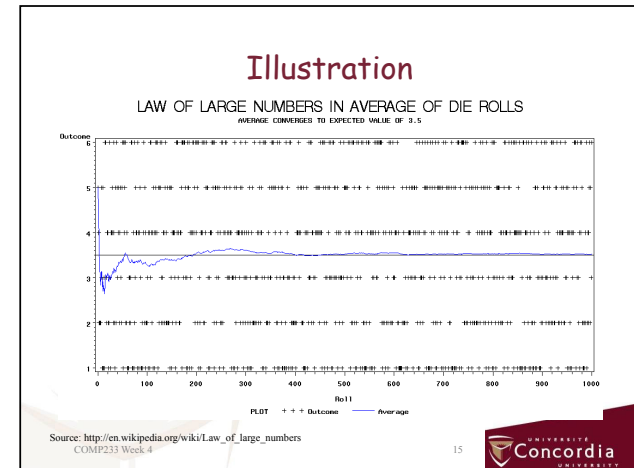 Illustration
LAW OF LARGE NUMBERS IN AVERAGE OF DIE ROLLS
AVERAGE CONVERGES TO EXPECTED VALUE OF 3.5
Outcome
6
5
4
3
2
1
0 100 200 300 400 500 600 700 800 900 1000
Roll
PLOT + + + Outcome Average
Source: http://en.wikipedia.org/wiki/Law_of_large_numbers
COMP233 Week 4 15
UNIVERSITÉ
Concordia
UNIVERSITY